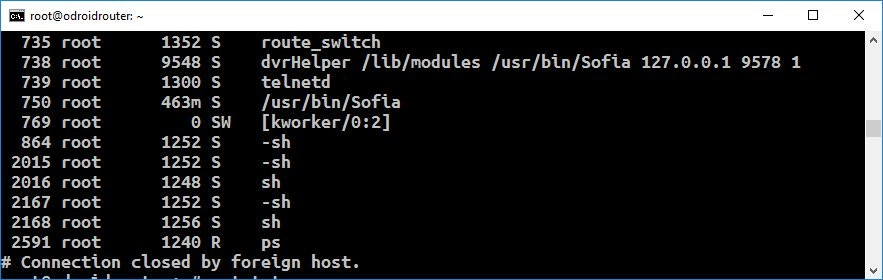 root@odroidrouter: ~
735 root 1352 S route_switch
738 root 9548 S dvrHelper /lib/modules /usr/bin/Sofia 127.0.0.1 9578 1
739 root 1300 S telnetd
750 root 463m S /usr/bin/Sofia
769 root 0 SW [kworker/0:2]
864 root 1252 S -sh
2015 root 1252 S -sh
2016 root 1248 S sh
2167 root 1252 S -sh
2168 root 1256 S sh
2591 root 1240 R ps
# Connection closed by foreign host.